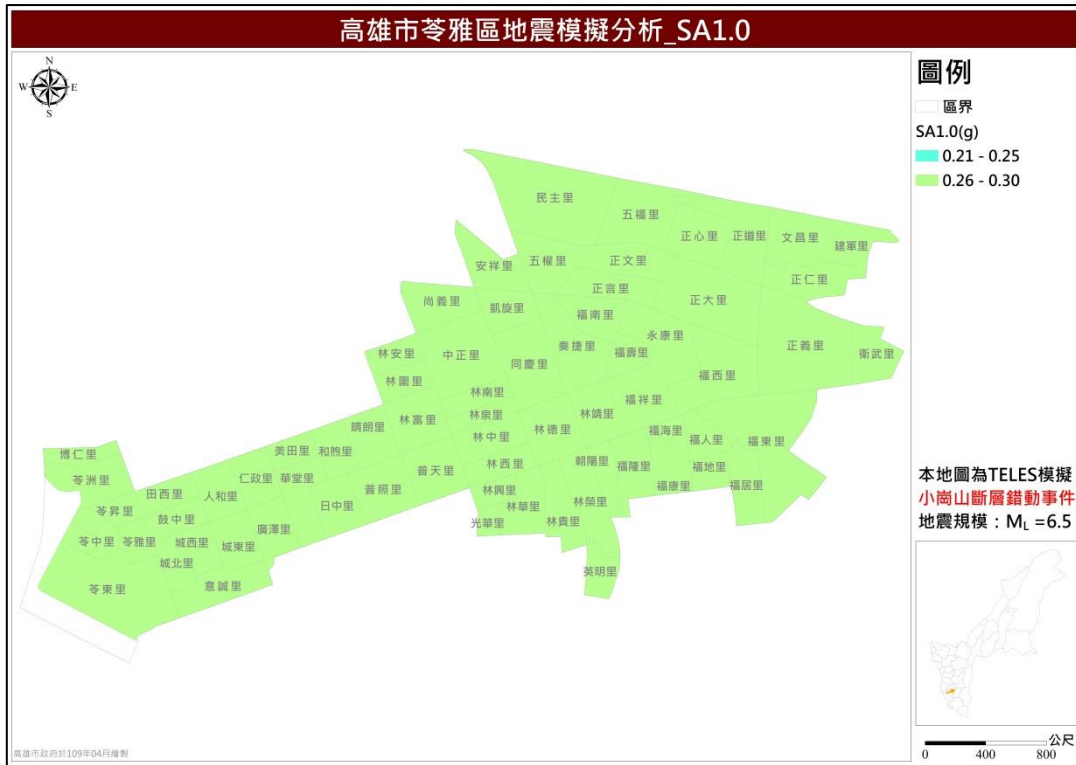 高雄市苓雅區地震模擬分析_SA1.0
N
W
E
S
圖例
區界
SA1.0(g)
0.21 - 0.25
0.26 - 0.30
民主里
五福里
正心里
正道里
文昌里
建軍里
安祥里
五權里
正文里
正仁里
正言里
尚義里
凱旋里
正大里
福南里
永康里
林安里
中正里
同慶里
奏捷里
福壽里
正義里
衛武里
林圍里
福西里
林南里
林富里
林泉里
林靖里
福祥里
晴朗里
林中里
林德里
福海里
福人里
福東里
博仁里
美田里
和煦里
普天里
林西里
朝陽里
福隆里
福地里
苓洲里
田西里
人和里
仁政里
華堂里
普照里
林興里
福康里
福居里
苓昇里
鼓中里
日中里
林華里
林榮里
廣澤里
光華里
林貴里
苓中里
苓雅里
城西里
城東里
城北里
英明里
苓東里
意誠里
本地圖為TELES模擬
小崗山斷層錯動事件
地震規模：ML =6.5
公尺
0
400
800
高雄市政府於109年04月繪製